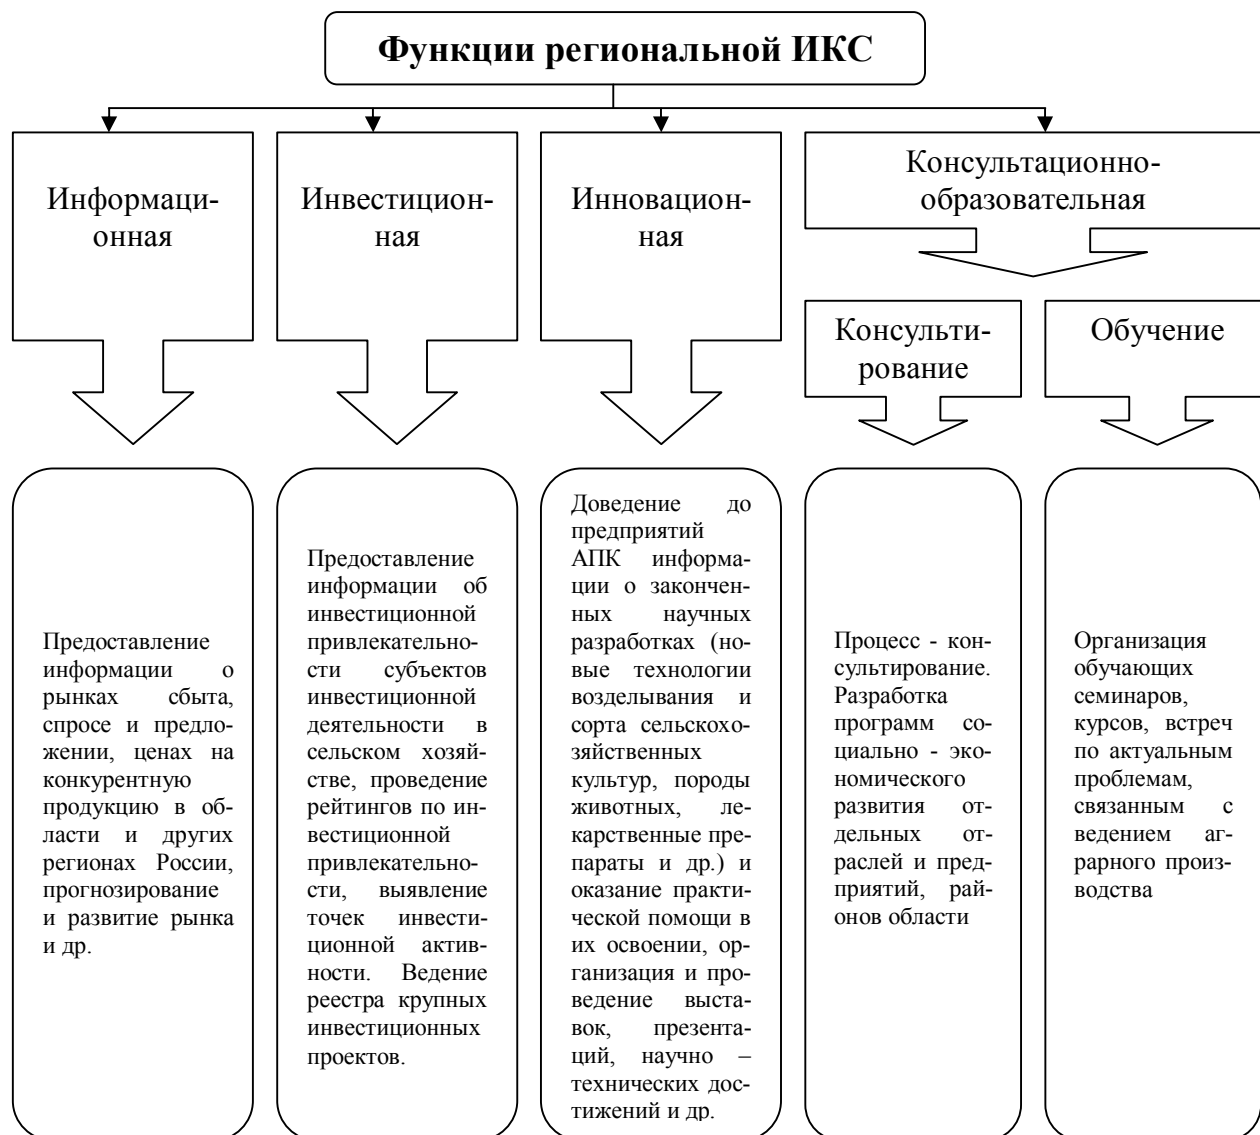 Функции региональной ИКС
Информаци-
онная
Инвестицион-
ная
Инновацион-
ная
Консультационно-
образовательная
Консульти-
рование
Обучение
Предоставление
информации о
рынках сбыта,
спросе и предло-
жении, ценах на
конкурентную
продукцию в об-
ласти и других
регионах России,
прогнозирование
и развитие рынка
и др.
Предоставление
информации об
инвестиционной
привлекательно-
сти субъектов
инвестиционной
деятельности в
сельском хозяй-
стве, проведение
рейтингов по ин-
вестиционной
привлекательно-
сти, выявление
точек инвести-
ционной актив-
ности. Ведение
реестра крупных
инвестиционных
проектов.
Доведение до
предприятий
АПК информа-
ции о закончен-
ных научных
разработках (но-
вые технологии
возделывания и
сорта сельскохо-
зяйственных
культур, породы
животных, ле-
карственные пре-
параты и др.) и
оказание практи-
ческой помощи в
их освоении, ор-
ганизация и про-
ведение выста-
вок, презента-
ций, научно –
технических дос-
тижений и др.
Процесс - кон-
сультирование.
Разработка
программ со-
циально - эко-
номического
развития от-
дельных от-
раслей и пред-
приятий, рай-
онов области
Организация
обучающих
семинаров,
курсов, встреч
по актуальным
проблемам,
связанным с
ведением аг-
рарного произ-
водства